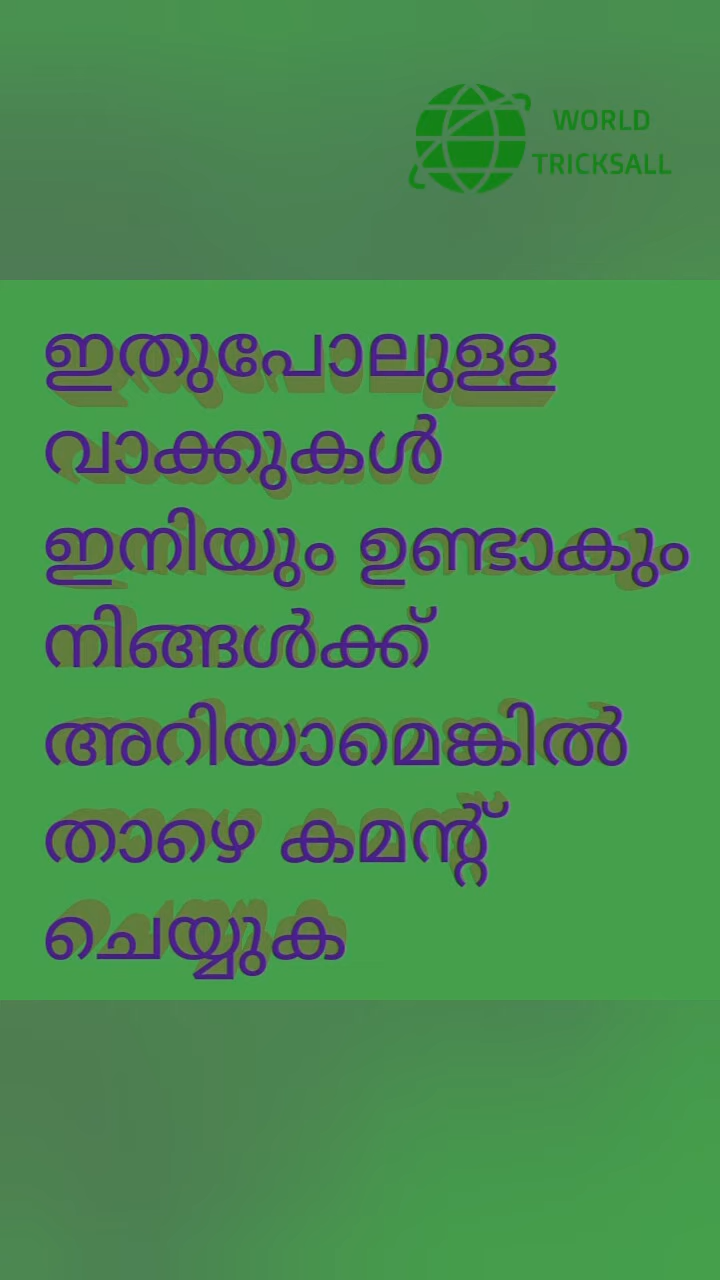 WORLD
TRICKSALL
ഇതുപോലുള്ള
വാക്കുകൾ
ഇനിയും ഉണ്ടാകും
നിങ്ങൾക്ക്
അറിയാമെങ്കിൽ
താഴെ കമന്റ്
ചെയ്യുക